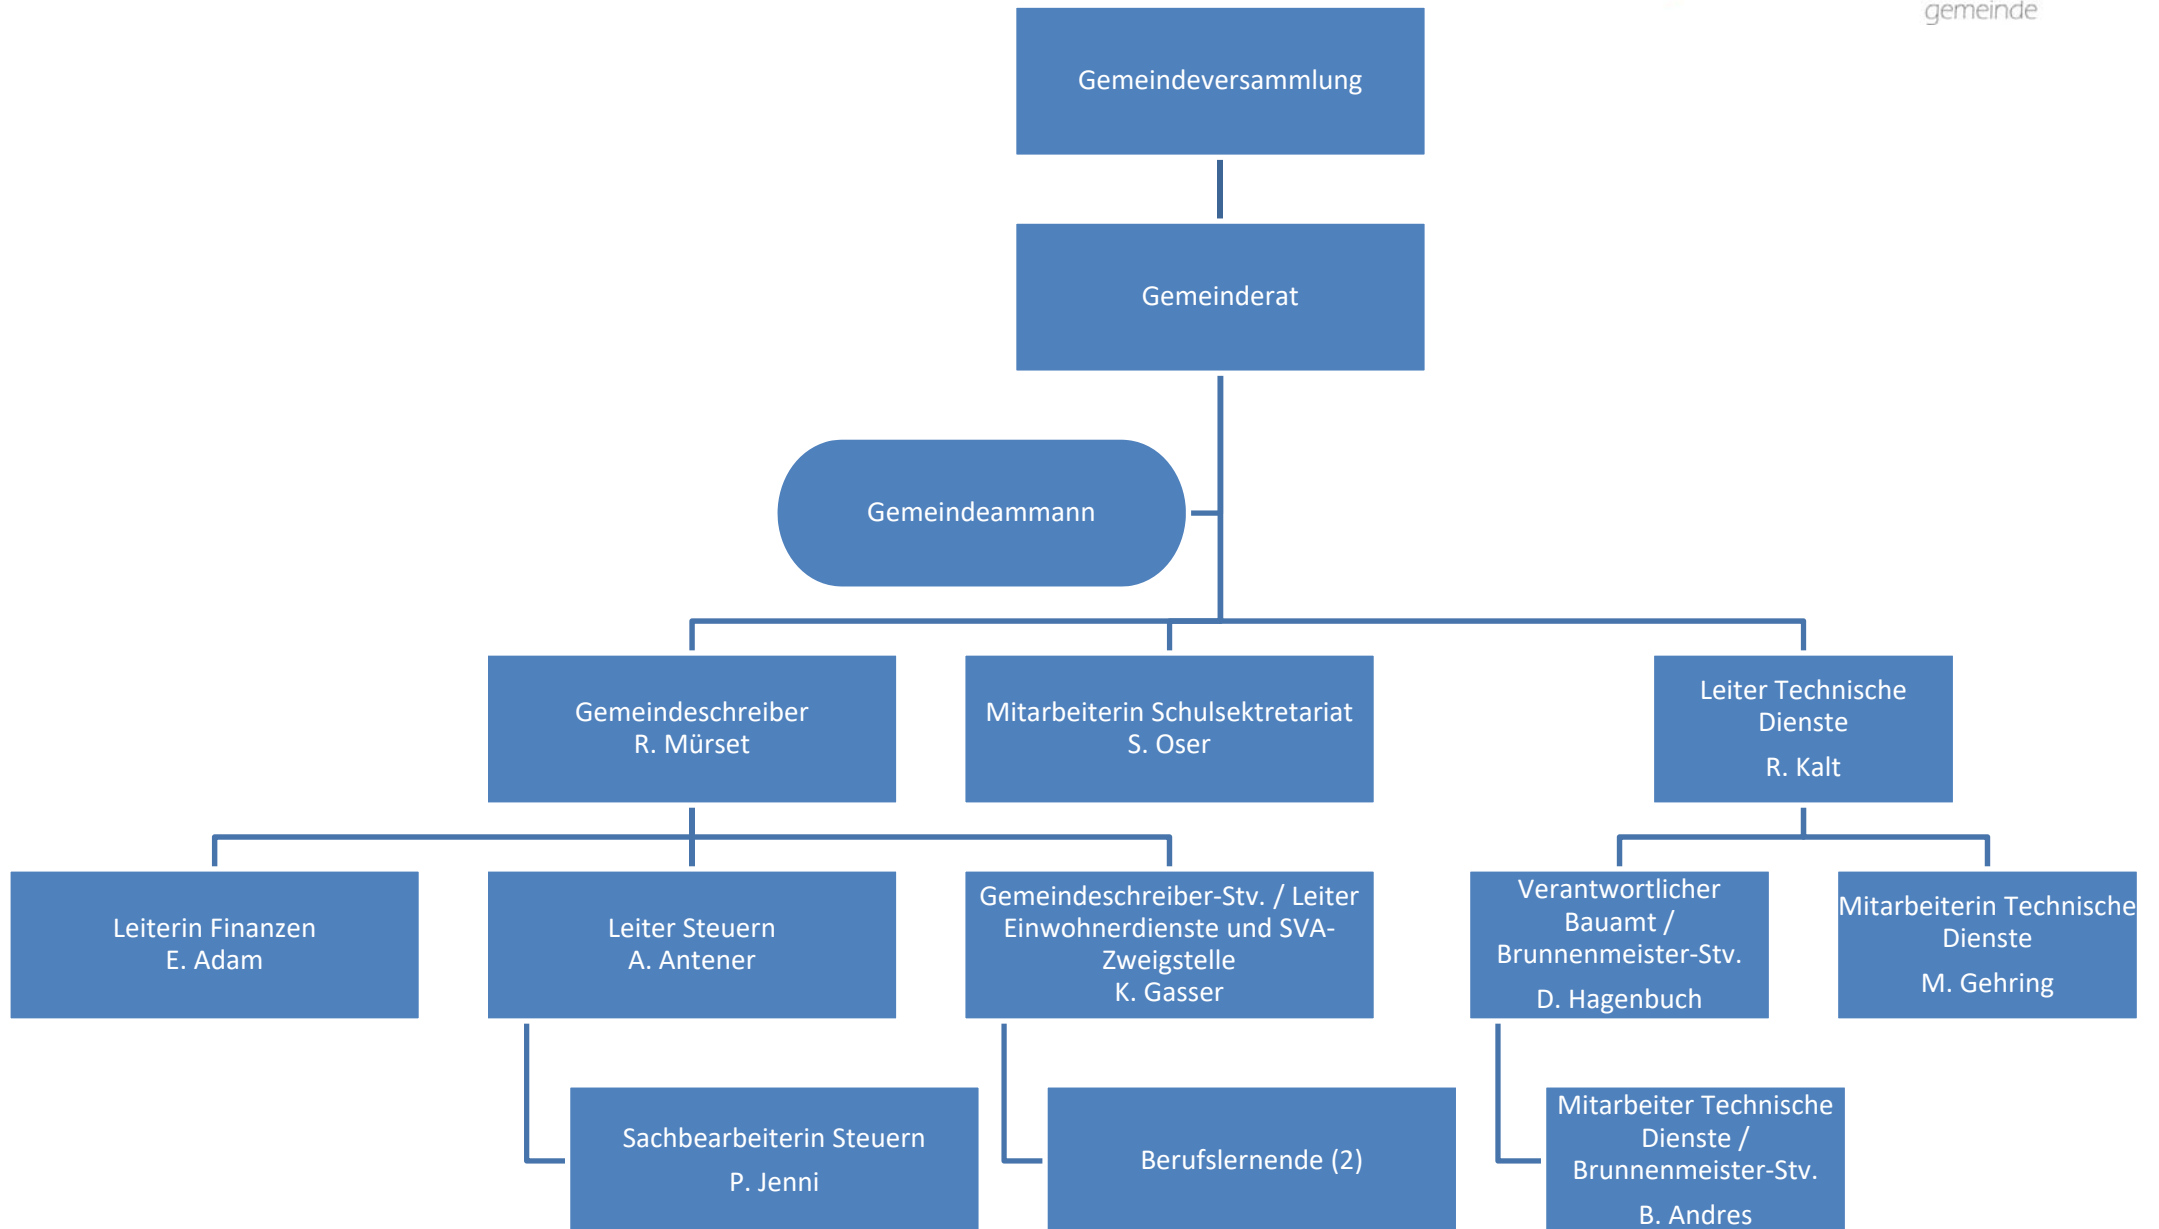 gemeinde
Gemeindeversammlung
Gemeinderat
Gemeindeammann
Gemeindeschreiber
R. Mürset
Mitarbeiterin Schulsektretariat
S. Oser
Leiter Technische
Dienste
R. Kalt
Leiterin Finanzen
E. Adam
Leiter Steuern
A. Antener
Gemeindeschreiber-Stv. / Leiter
Einwohnerdienste und SVA-
Zweigstelle
K. Gasser
Verantwortlicher
Bauamt /
Brunnenmeister-Stv.
D. Hagenbuch
Mitarbeiterin Technische
Dienste
M. Gehring
Sachbearbeiterin Steuern
P. Jenni
Berufslernende (2)
Mitarbeiter Technische
Dienste /
Brunnenmeister-Stv.
B. Andres